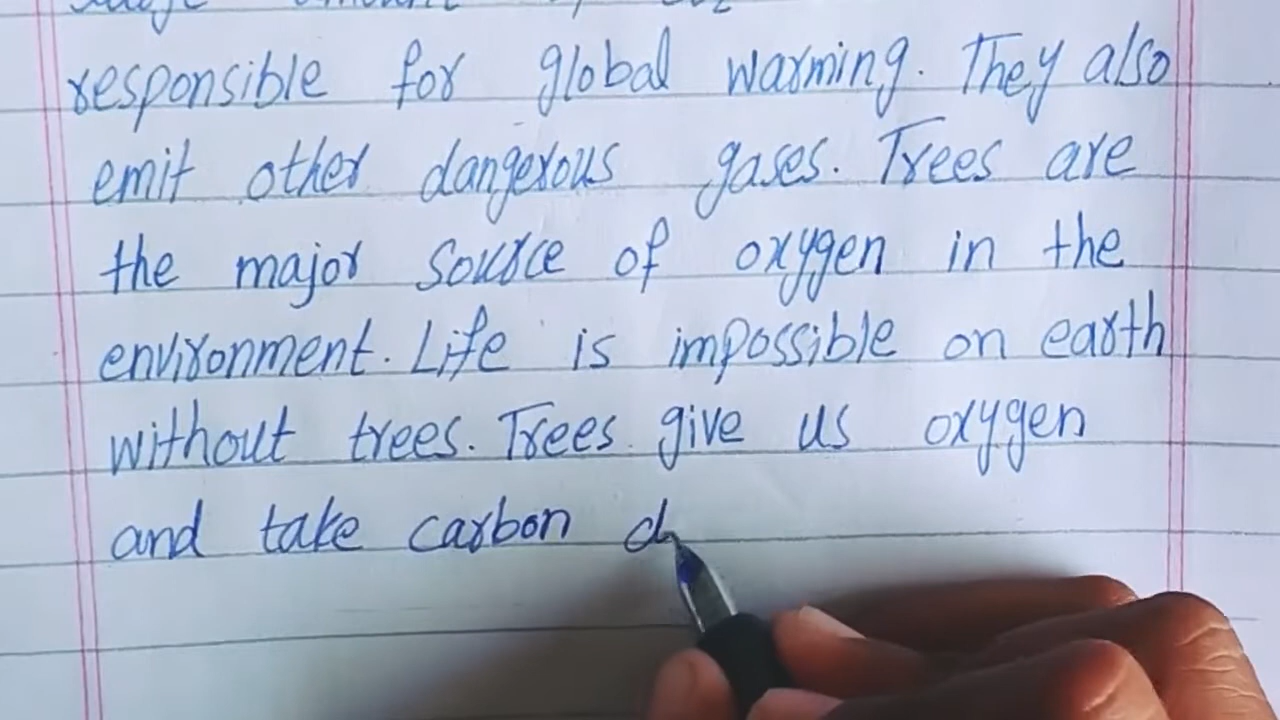 responsible for global warming. They also
emit other dangerous gases. Trees are
the major source of oxygen in the
environment. Life is impossible on earth
without trees. Trees give us oxygen
and take carbon d